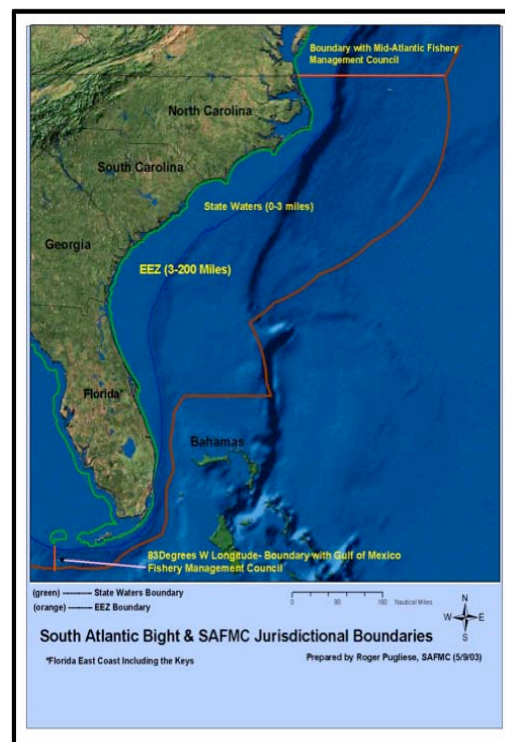 Boundary with Mid-Atlantic Fishery
Management Council
North Carolina
South Carolina
State Waters (0-3 miles)
Georgia
EEZ (3-200 Miles)
Florida*
Bahamas
83Degrees W Longitude- Boundary with Gulf of Mexico
Fishery Management Council
(green) ----------- State Waters Boundary
(orange) ---------- EEZ Boundary
0 80 160 Nautical Miles
N
W E
S
South Atlantic Bight & SAFMC Jurisdictional Boundaries
*Florida East Coast Including the Keys
Prepared by Roger Pugliese, SAFMC (5/9/03)